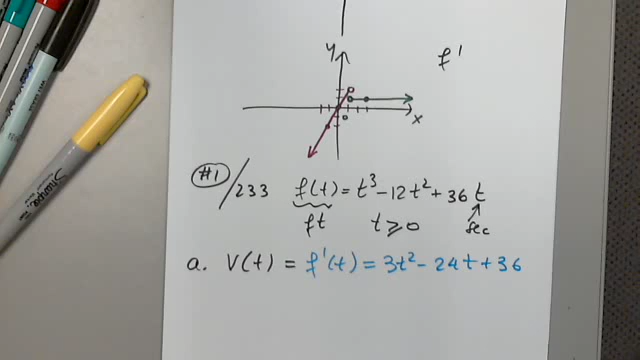 y
f'
x
#1/233 f(t) = t³ - 12t² + 36t
ft t ≥ 0 sec
a. V(t) = f'(t) = 3t² - 24t + 36